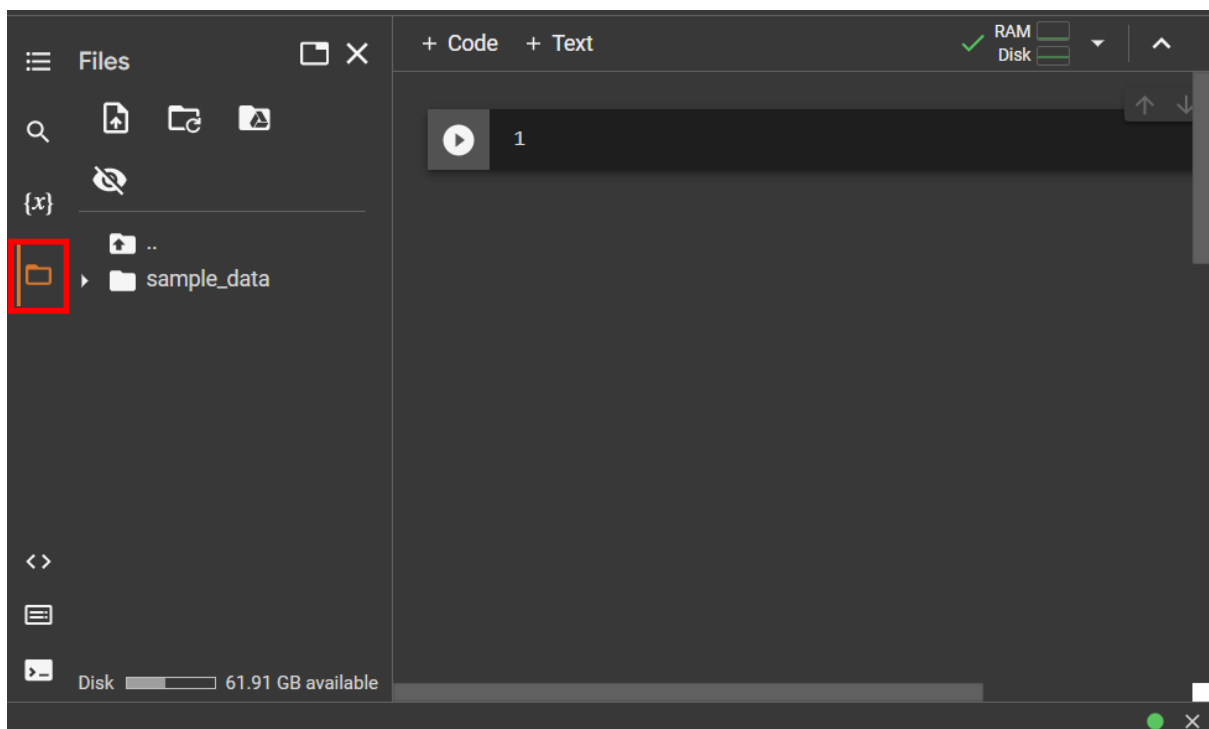 Files
+ Code + Text
RAM
Disk
1
{x}
..
sample_data
<>
>_
Disk 61.91 GB available